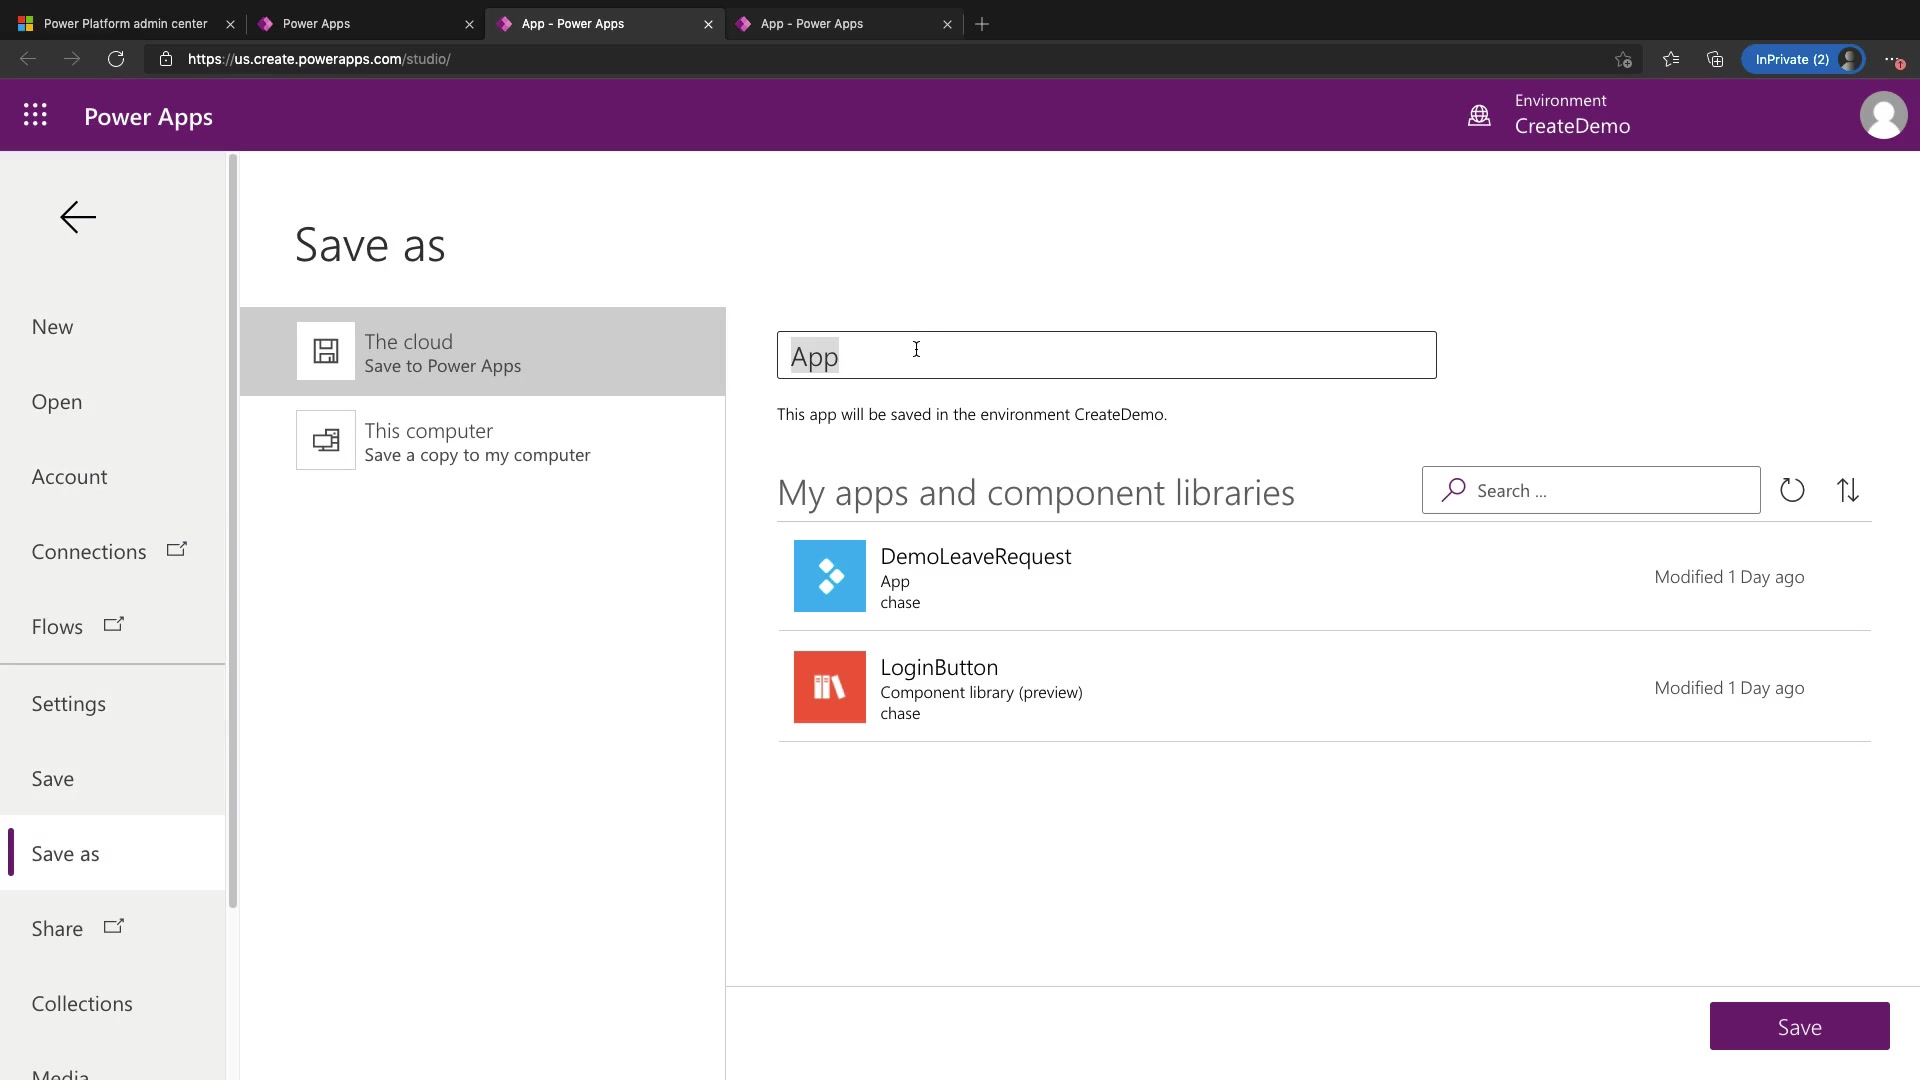 Power Platform admin center
Power Apps
App - Power Apps
App - Power Apps
https://us.create.powerapps.com/studio/
InPrivate (2)
Power Apps
Environment
CreateDemo
New
Open
Account
Connections
Flows
Settings
Save
Save as
Share
Collections
Media
Save as
The cloud
Save to Power Apps
This computer
Save a copy to my computer
App
This app will be saved in the environment CreateDemo.
My apps and component libraries
Search ...
DemoLeaveRequest
App
chase
Modified 1 Day ago
LoginButton
Component library (preview)
chase
Modified 1 Day ago
Save